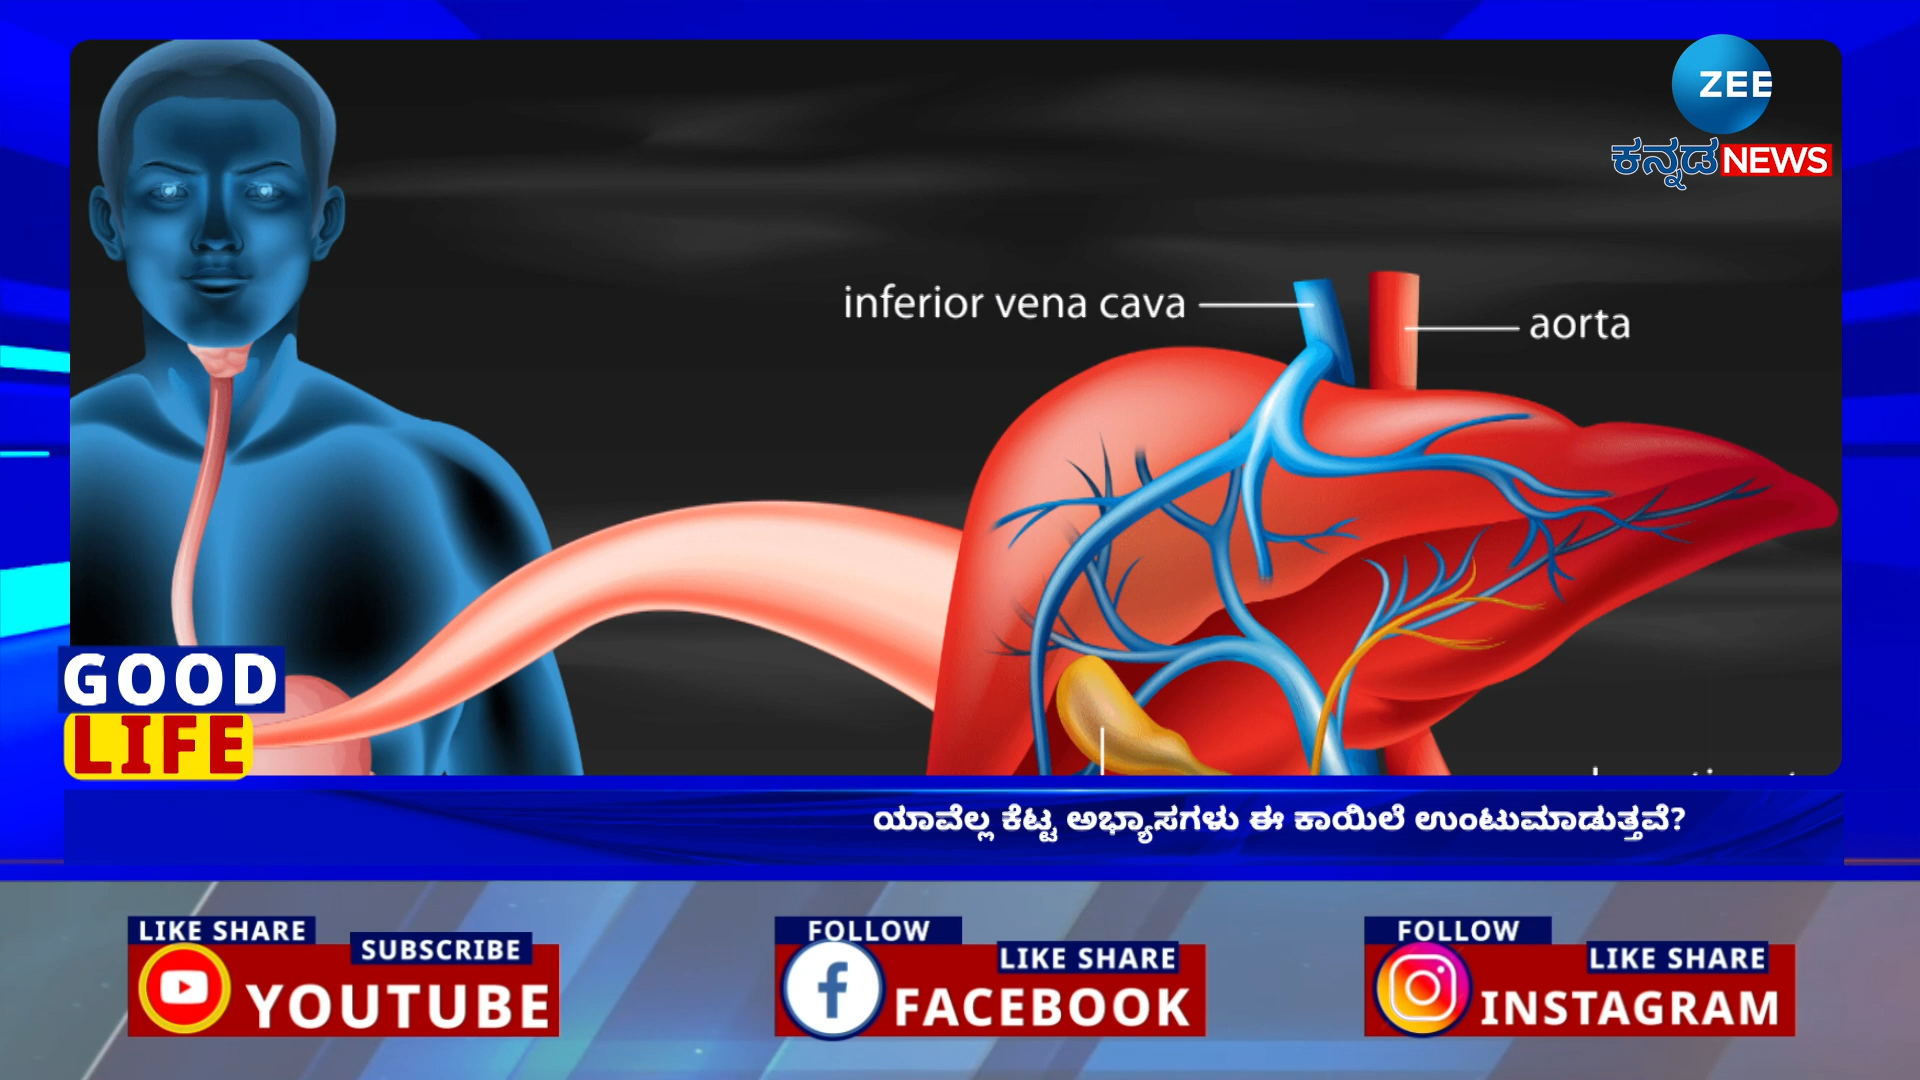 ZEE
ಕನ್ನಡ NEWS
inferior vena cava
aorta
GOOD
LIFE
ಯಾವೆಲ್ಲ ಕೆಟ್ಟ ಅಭ್ಯಾಸಗಳು ಈ ಕಾಯಿಲೆ ಉಂಟುಮಾಡುತ್ತವೆ?
LIKE SHARE
SUBSCRIBE
YOUTUBE
FOLLOW
LIKE SHARE
FACEBOOK
FOLLOW
LIKE SHARE
INSTAGRAM